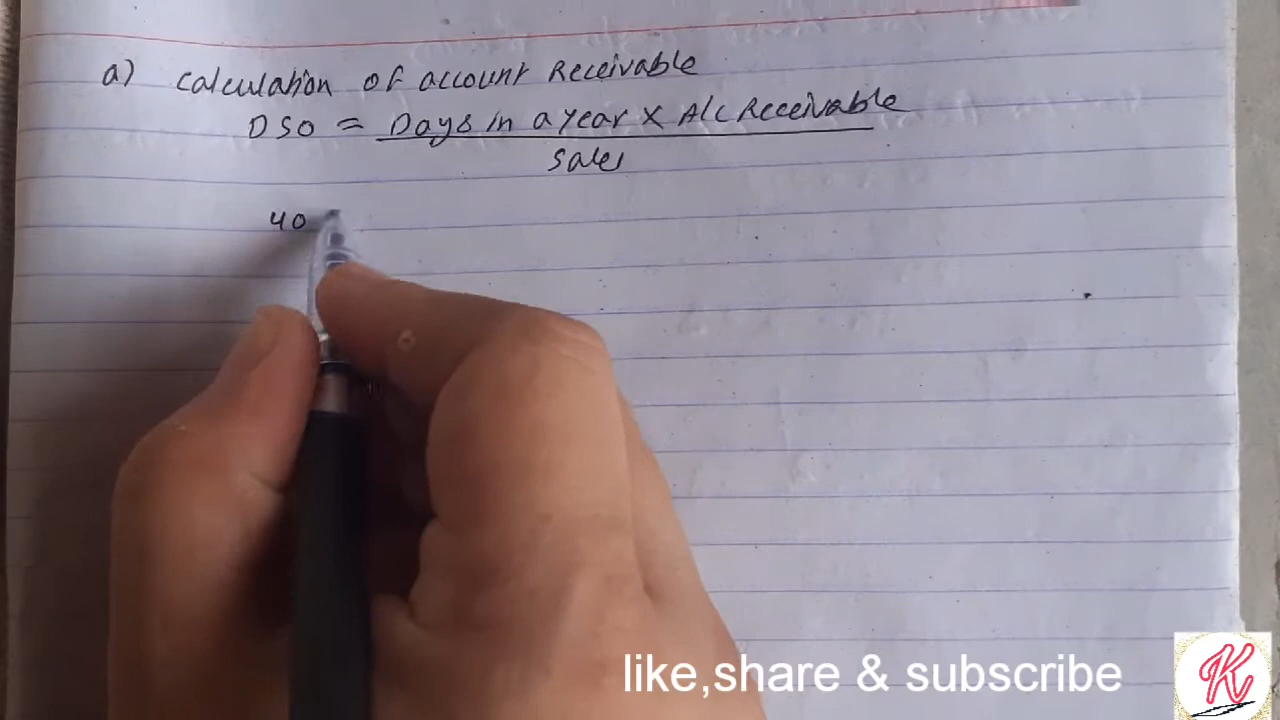 a) Calculation of account Receivable
DSO = Days in a year x A/c Receivable
sales
40
like,share & subscribe
K